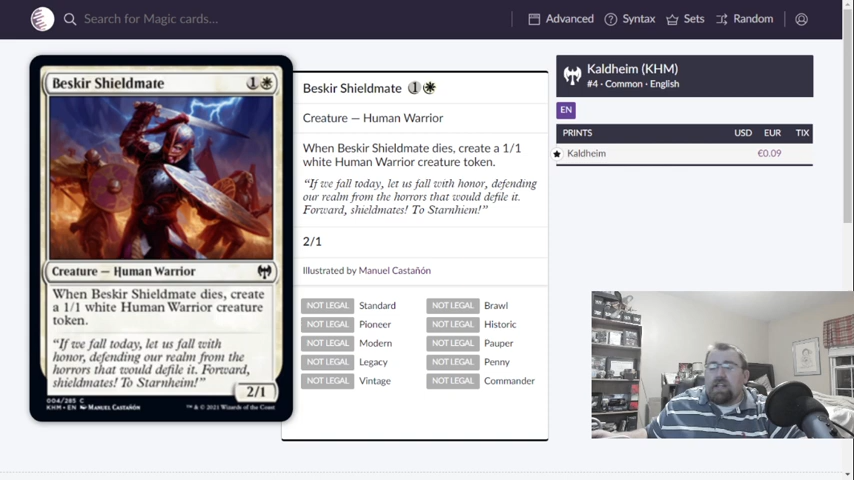 Search for Magic cards...
Advanced
Syntax
Sets
Random
Beskir Shieldmate 1
Creature — Human Warrior
When Beskir Shieldmate dies, create
a 1/1 white Human Warrior creature
token.
“If we fall today, let us fall with
honor, defending our realm from the
horrors that would defile it. Forward,
shieldmates! To Starnheim!”
2/1
004/285 C
KHM • EN Manuel Castañón
™ & © 2021 Wizards of the Coast
Beskir Shieldmate 1
Creature — Human Warrior
When Beskir Shieldmate dies, create a 1/1
white Human Warrior creature token.
“If we fall today, let us fall with honor, defending
our realm from the horrors that would defile it.
Forward, shieldmates! To Starnhiem!”
2/1
Illustrated by Manuel Castañón
NOT LEGAL Standard NOT LEGAL Brawl
NOT LEGAL Pioneer NOT LEGAL Historic
NOT LEGAL Modern NOT LEGAL Pauper
NOT LEGAL Legacy NOT LEGAL Penny
NOT LEGAL Vintage NOT LEGAL Commander
Kaldheim (KHM)
#4 · Common · English
EN
PRINTS USD EUR TIX
Kaldheim €0.09